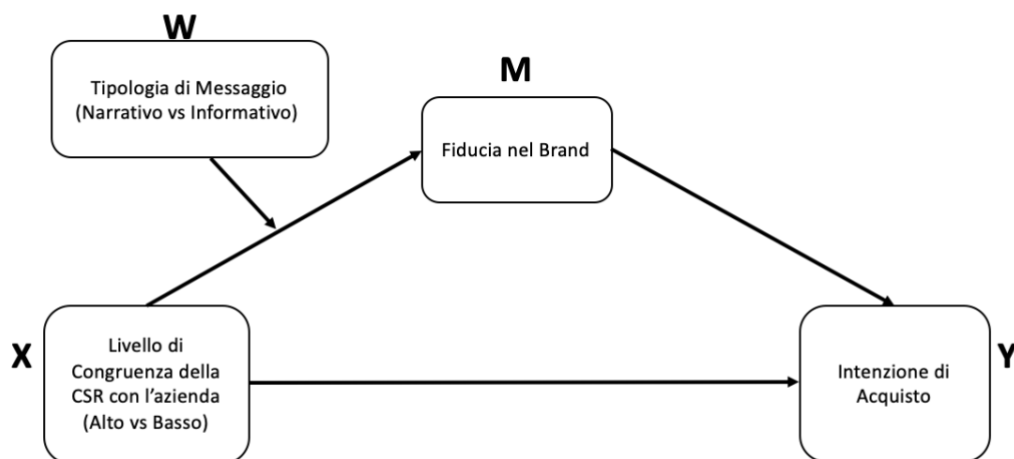 W
Tipologia di Messaggio
(Narrativo vs Informativo)
M
Fiducia nel Brand
X
Livello di
Congruenza della
CSR con l’azienda
(Alto vs Basso)
Intenzione di
Acquisto
Y